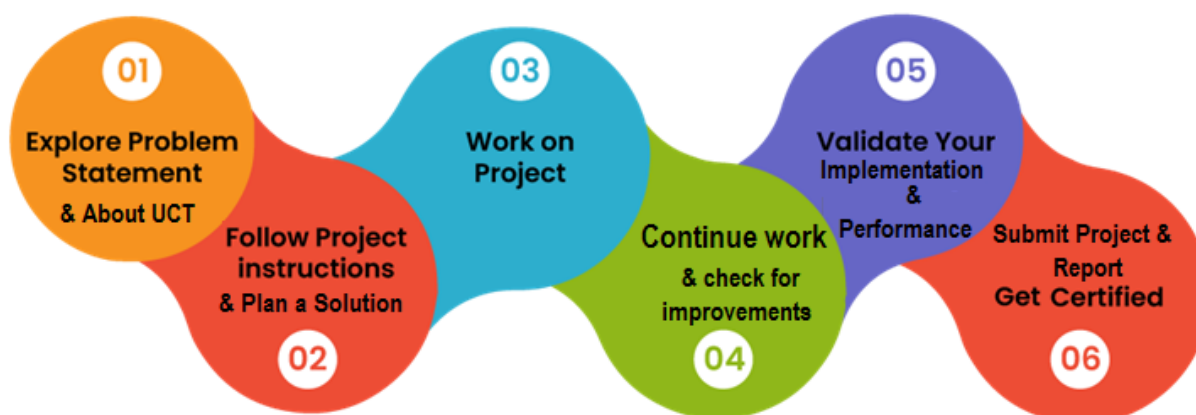 01
Explore Problem
Statement
& About UCT
Follow Project
instructions
& Plan a Solution
02
03
Work on
Project
Continue work
& check for
improvements
04
05
Validate Your
Implementation
&
Performance
Submit Project &
Report
Get Certified
06